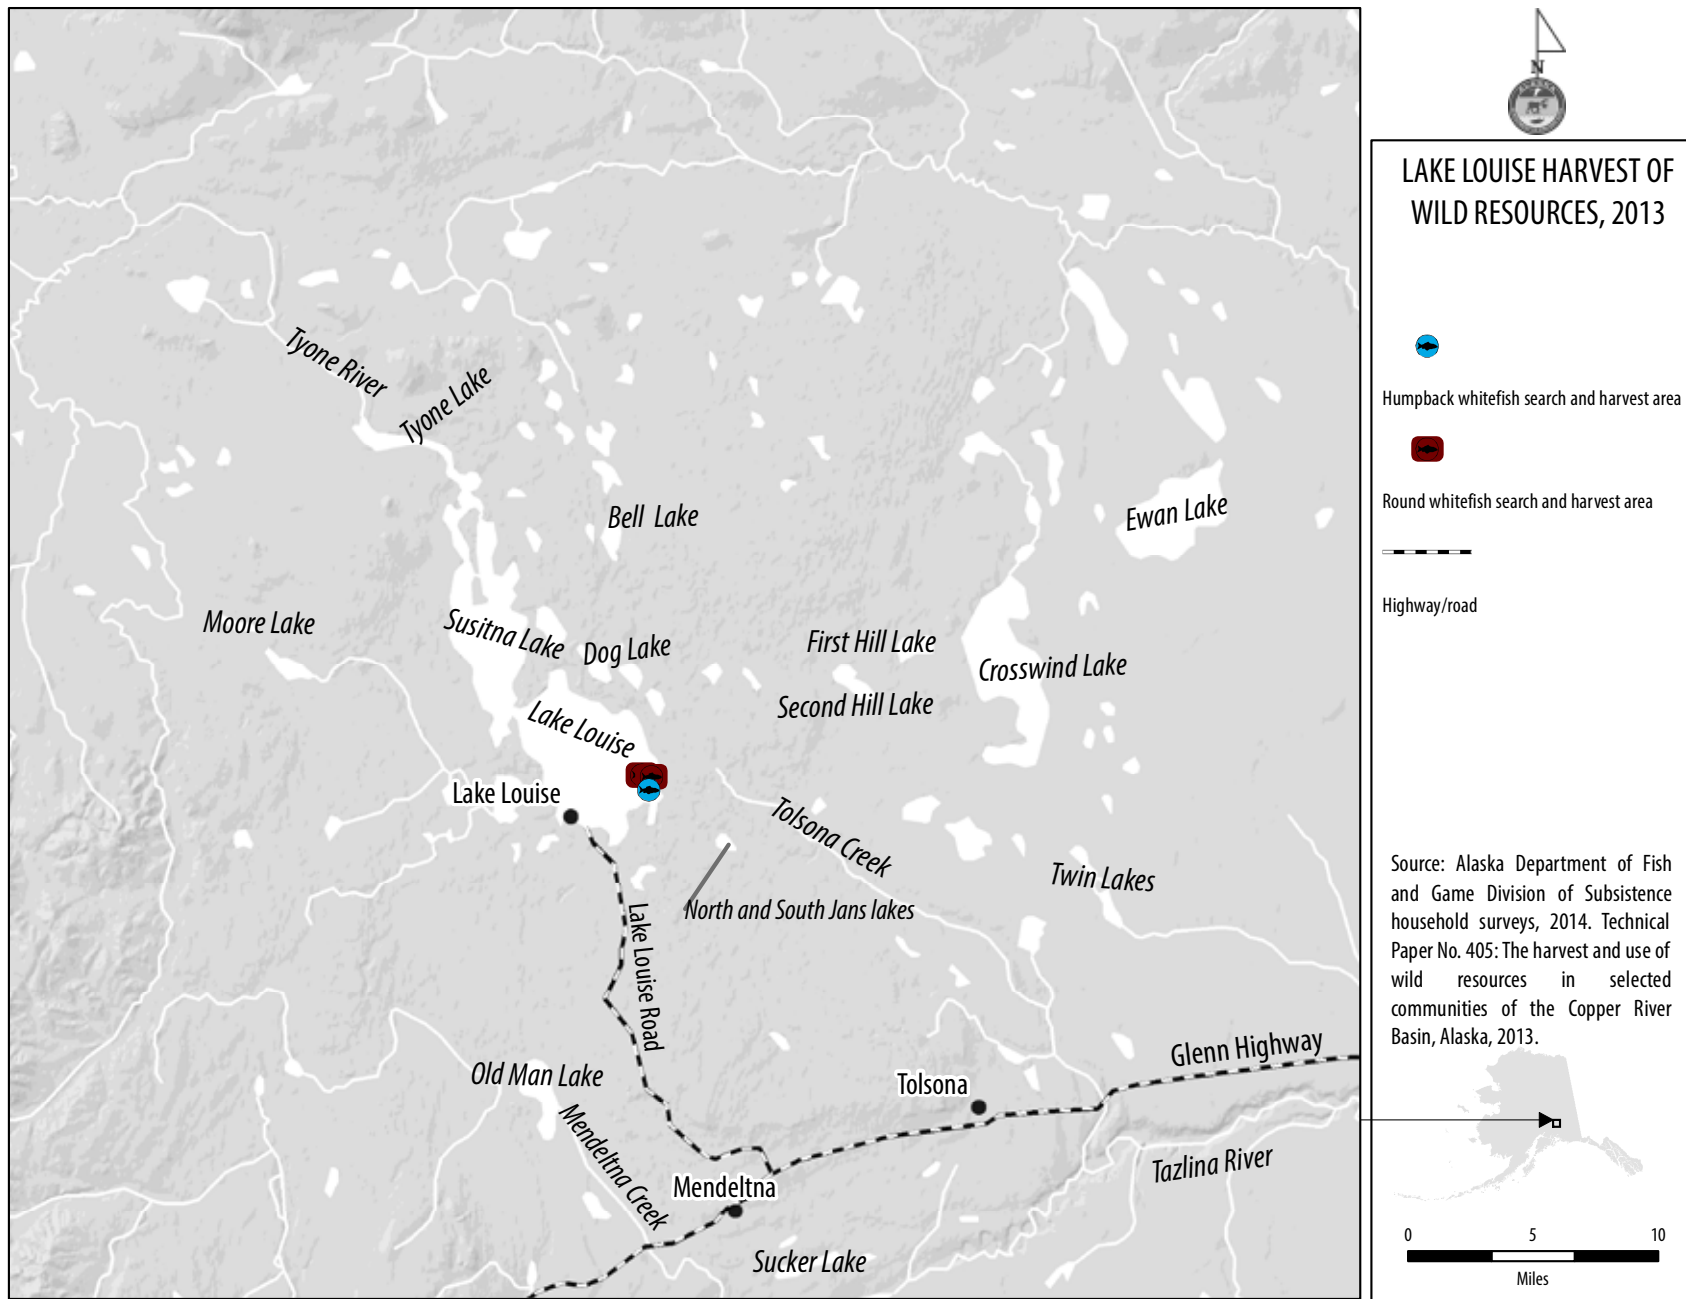 N
LAKE LOUISE HARVEST OF
WILD RESOURCES, 2013
Humpback whitefish search and harvest area
Round whitefish search and harvest area
Highway/road
Source: Alaska Department of Fish
and Game Division of Subsistence
household surveys, 2014. Technical
Paper No. 405: The harvest and use of
wild resources in selected
communities of the Copper River
Basin, Alaska, 2013.
0 5 10
Miles
Tyone River
Tyone Lake
Bell Lake
Ewan Lake
Moore Lake
Susitna Lake
Dog Lake
First Hill Lake
Crosswind Lake
Second Hill Lake
Lake Louise
Lake Louise
Tolsona Creek
Twin Lakes
North and South Jans lakes
Lake Louise Road
Glenn Highway
Old Man Lake
Tolsona
Mendeltna Creek
Tazlina River
Mendeltna
Sucker Lake